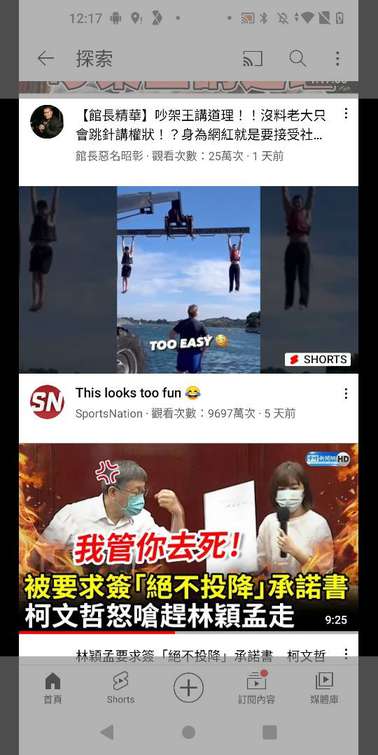 12:17
探索
【館長精華】吵架王講道理！！沒料老大只
會跳針講權狀！？身為網紅就是要接受社...
館長惡名昭彰 · 觀看次數：25萬次 · 1 天前
TOO EASY
SHORTS
SN
This looks too fun 😂
SportsNation · 觀看次數：9697萬次 · 5 天前
HD
我管你去死！
被要求簽「絕不投降」承諾書
柯文哲怒嗆趕林穎孟走
9:25
林穎孟要求簽「絕不投降」承諾書 柯文哲
首頁
Shorts
訂閱內容
媒體庫